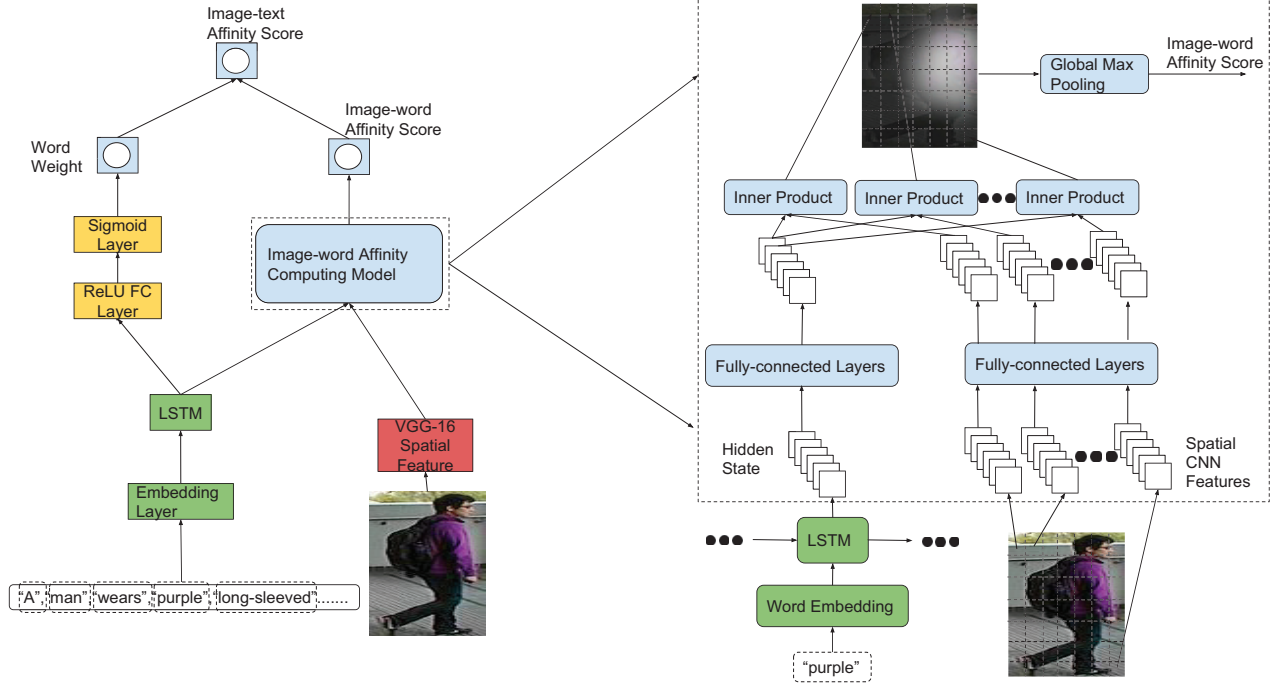 Image-text
Affinity Score
Image-word
Affinity Score
Word
Weight
Sigmoid
Layer
ReLU FC
Layer
Image-word Affinity
Computing Model
LSTM
VGG-16
Spatial
Feature
Embedding
Layer
“A”,“man”“wears”,“purple”,“long-sleeved”.......
Image-word
Affinity Score
Global Max
Pooling
Inner Product
Inner Product
Inner Product
Fully-connected Layers
Fully-connected Layers
Hidden
State
Spatial
CNN
Features
LSTM
Word Embedding
“purple”